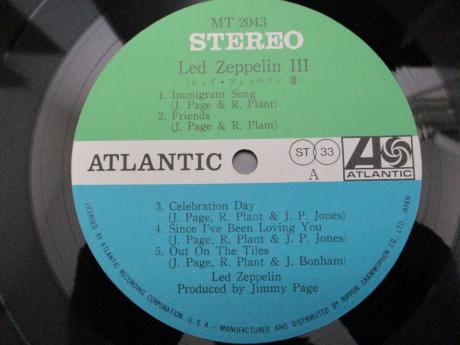 MT 2043
STEREO
Led Zeppelin III
(レッド・ツェッペリン Ⅲ)
1. Immigrant Song
(J. Page & R. Plant)
2. Friends
(J. Page & R. Plant)
ATLANTIC
ST 33
A
ATLANTIC
3. Celebration Day
(J. Page, R. Plant & J. P. Jones)
4. Since I've Been Loving You
(J. Page, R. Plant & J. P. Jones)
5. Out On The Tiles
(J. Page, R. Plant & J. Bonham)
Led Zeppelin
Produced by Jimmy Page
LICENSED BY ATLANTIC RECORDING CORPORATION U.S.A.-MANUFACTURED AND DISTRIBUTED BY NIPPON GRAMMOPHON CO., LTD., JAPAN